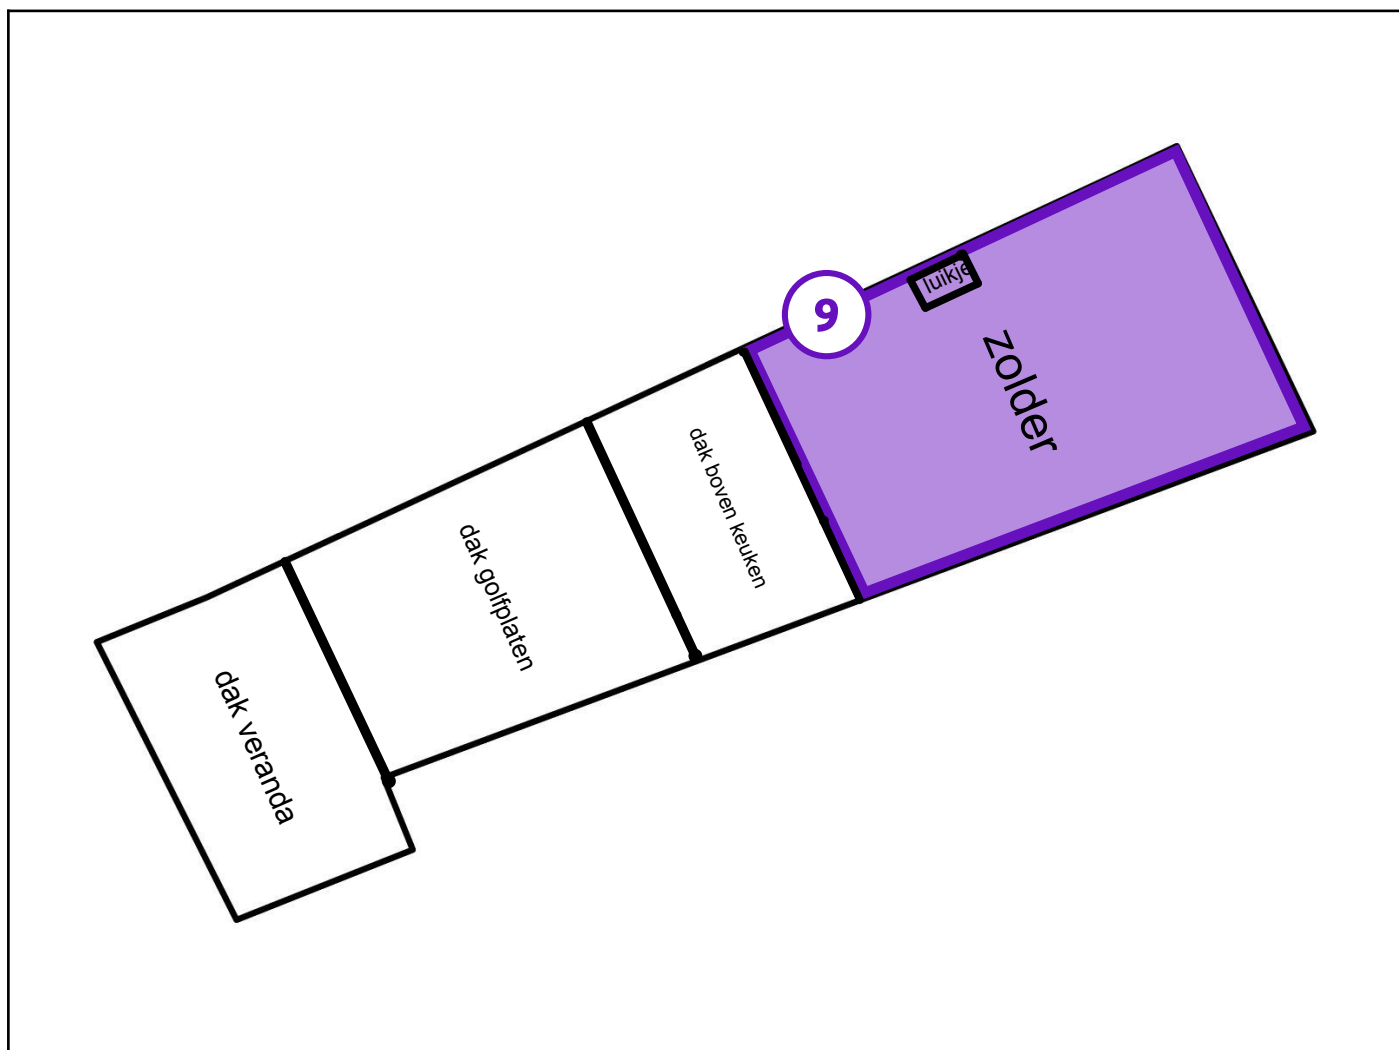 luikje
9
zolder
dak boven keuken
dak golfplaten
dak veranda